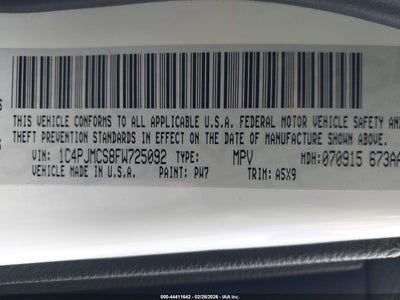 THIS VEHICLE CONFORMS TO ALL APPLICABLE U.S.A. FEDERAL MOTOR VEHICLE SAFETY AN
THEFT PREVENTION STANDARDS IN EFFECT ON THE DATE OF MANUFACTURE SHOWN ABOVE.
VIN: 1C4PJMCS8FW725092 TYPE: MPV MDH: 070915 673AA
VEHICLE MADE IN U.S.A. PAINT: PW7 TRIM: A5X9
000-44411642 - 02/26/2026 - IAA, Inc.